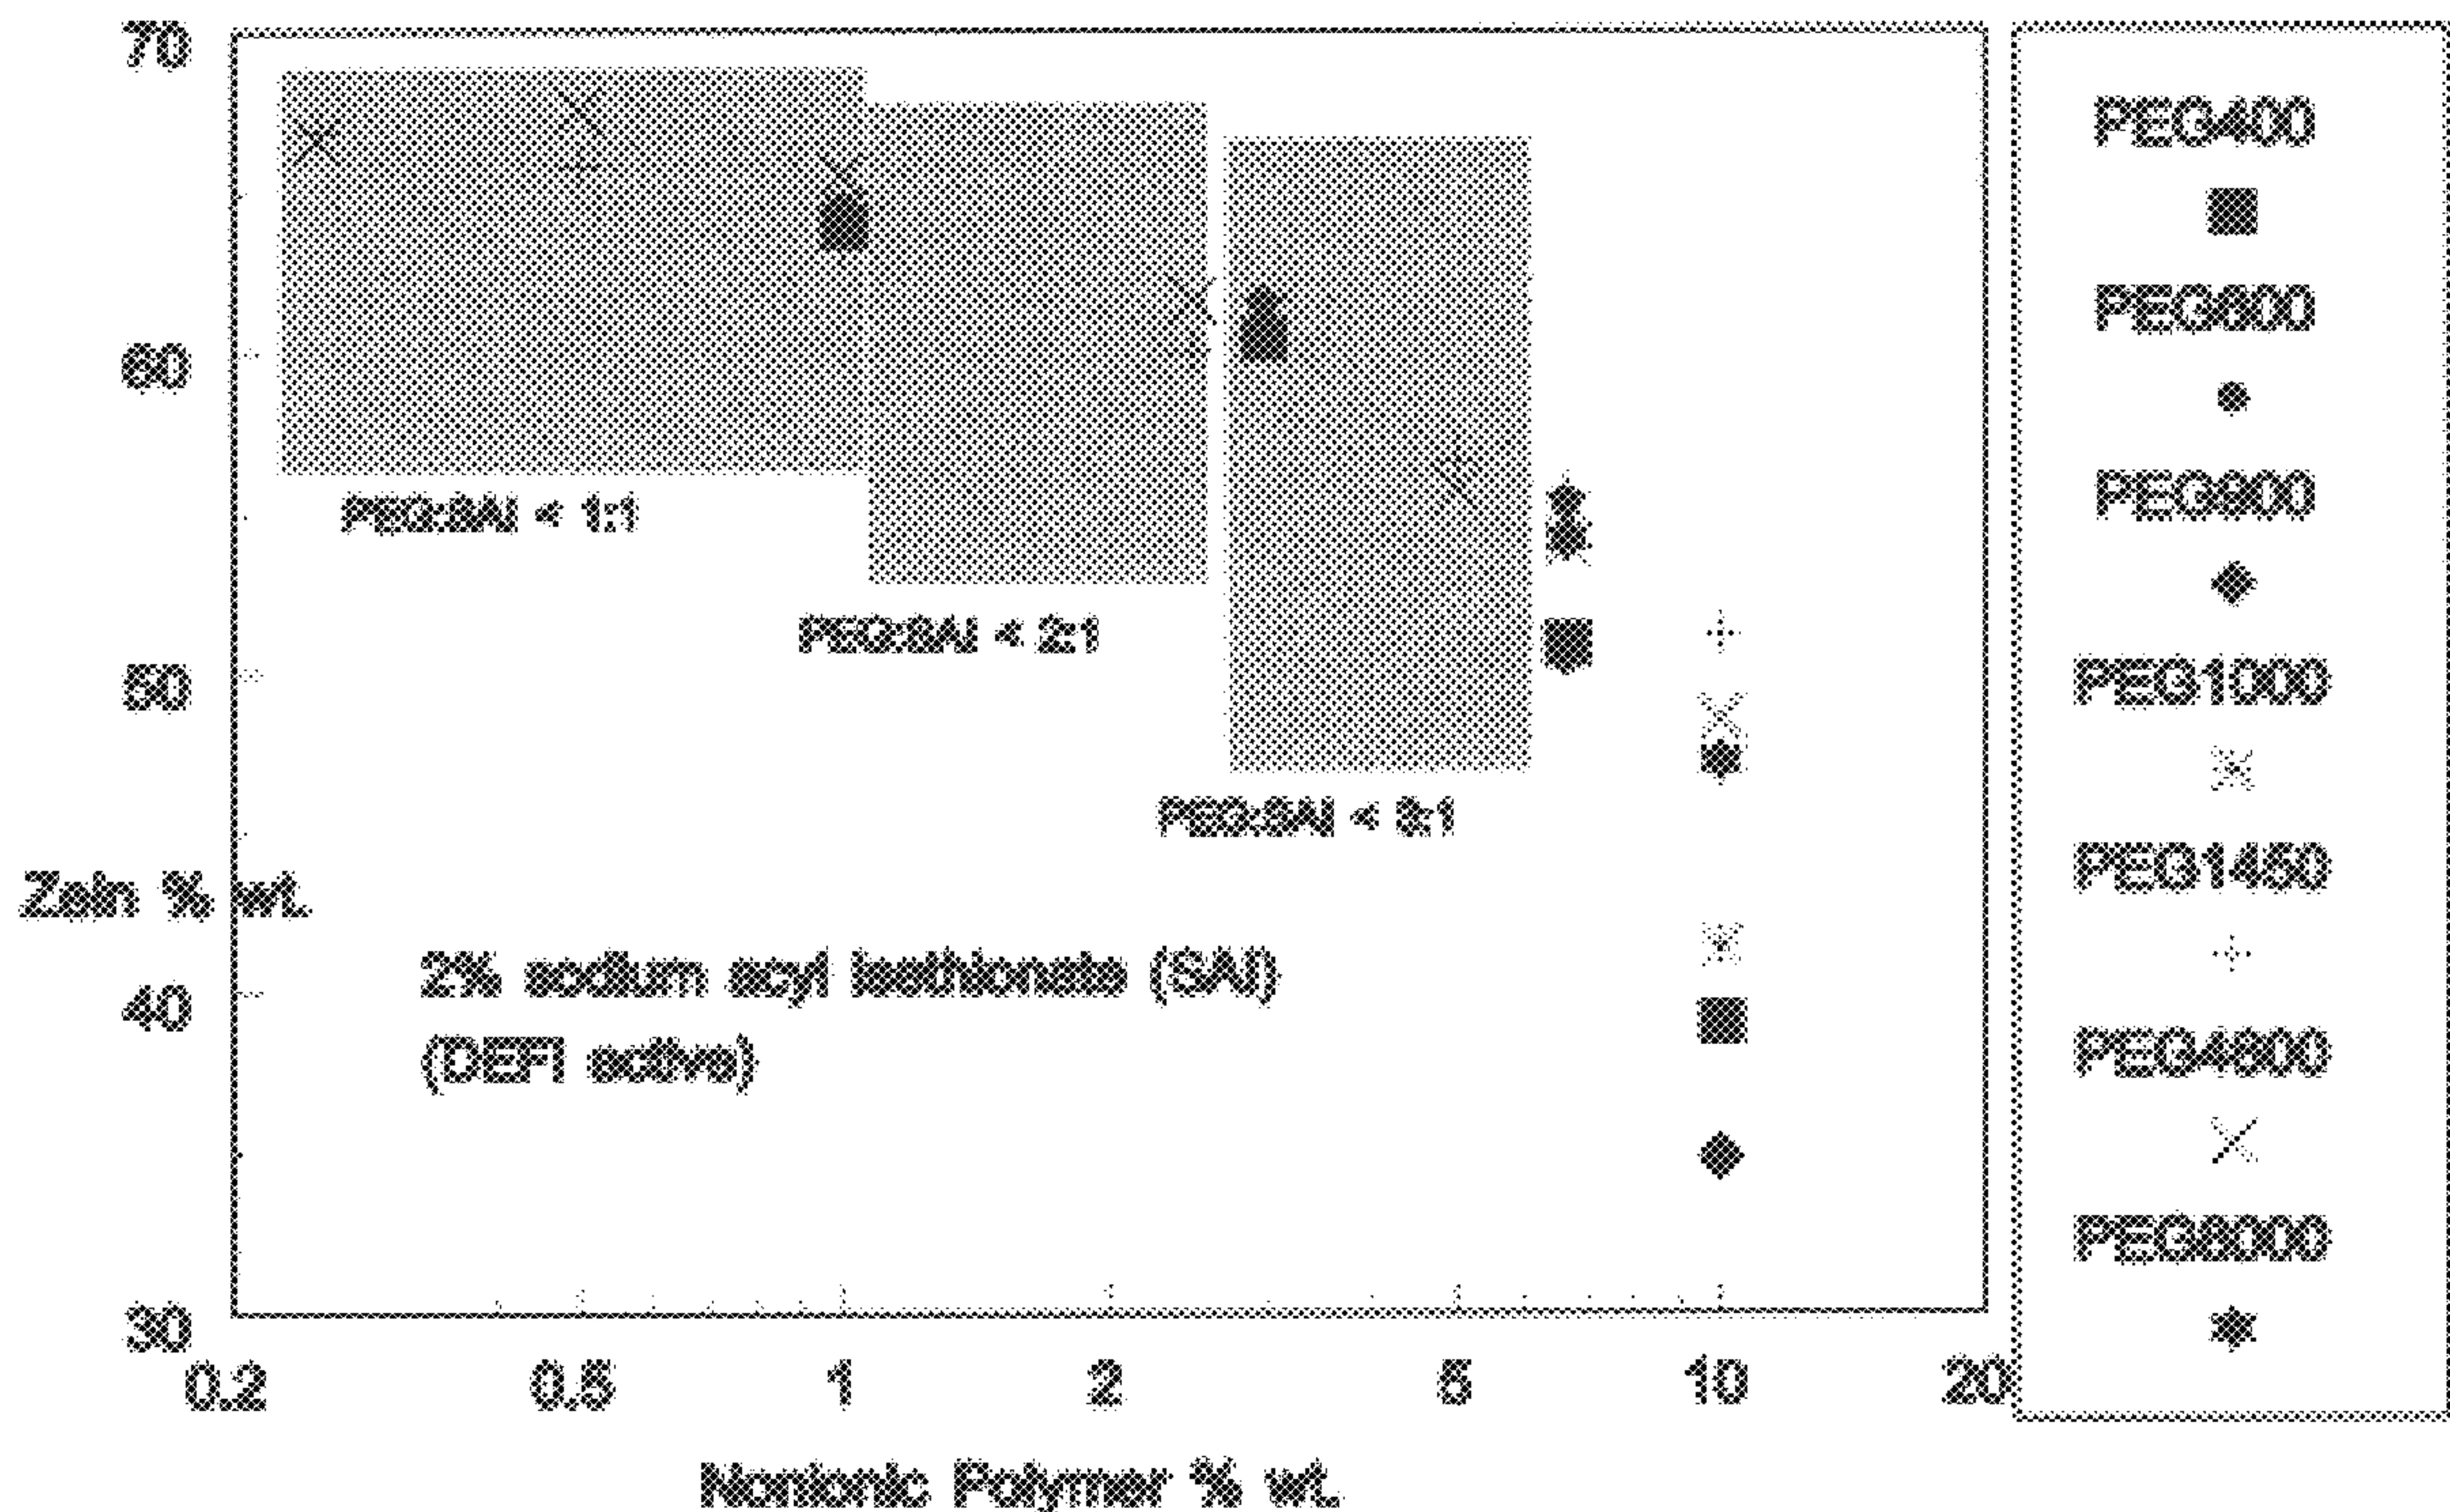 70
60
50
40
30
Zein % wt.
PEG:SAI < 1:1
PEG:SAI < 2:1
PEG:SAI < 3:1
2% sodium acyl isethionate (SAI)
(DEFI active)
0.2 0.5 1 2 5 10 20
Nonionic Polymer % wt.
PEG400
PEG600
PEG900
PEG1000
PEG1450
PEG8000